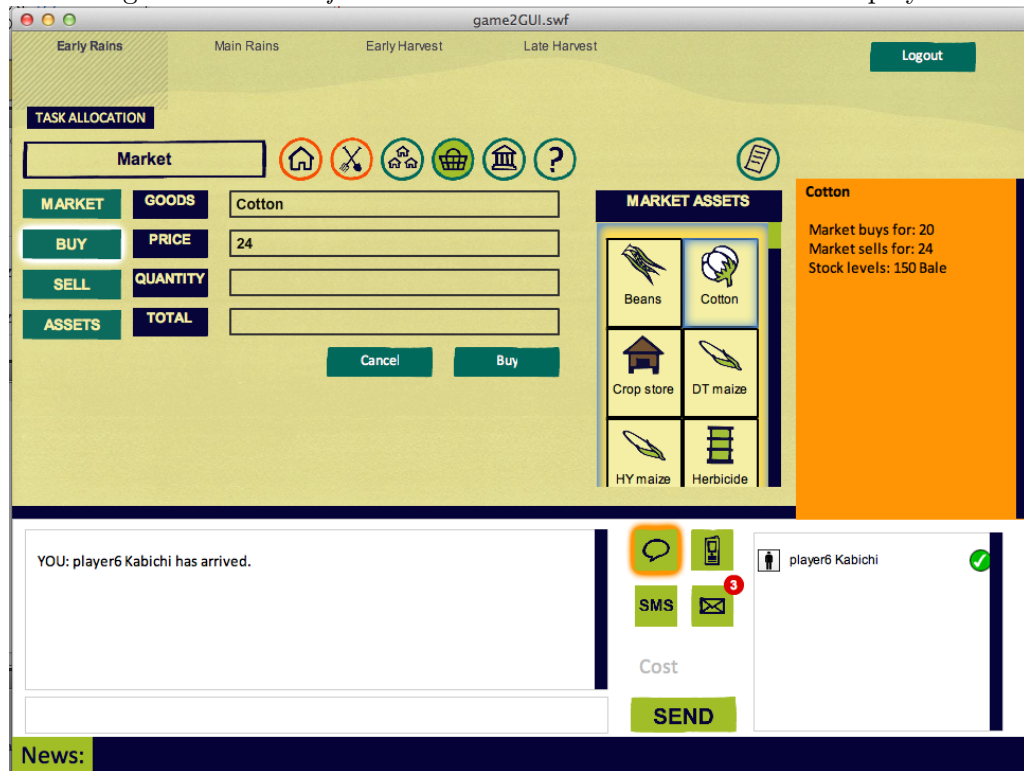 game2GUI.swf
Early Rains Main Rains Early Harvest Late Harvest
Logout
TASK ALLOCATION
Market
?
MARKET GOODS Cotton
BUY PRICE 24
SELL QUANTITY
ASSETS TOTAL
Cancel Buy
MARKET ASSETS
Beans Cotton
Crop store DT maize
HY maize Herbicide
Cotton
Market buys for: 20
Market sells for: 24
Stock levels: 150 Bale
YOU: player6 Kabichi has arrived.
3
SMS
Cost
SEND
player6 Kabichi
News: